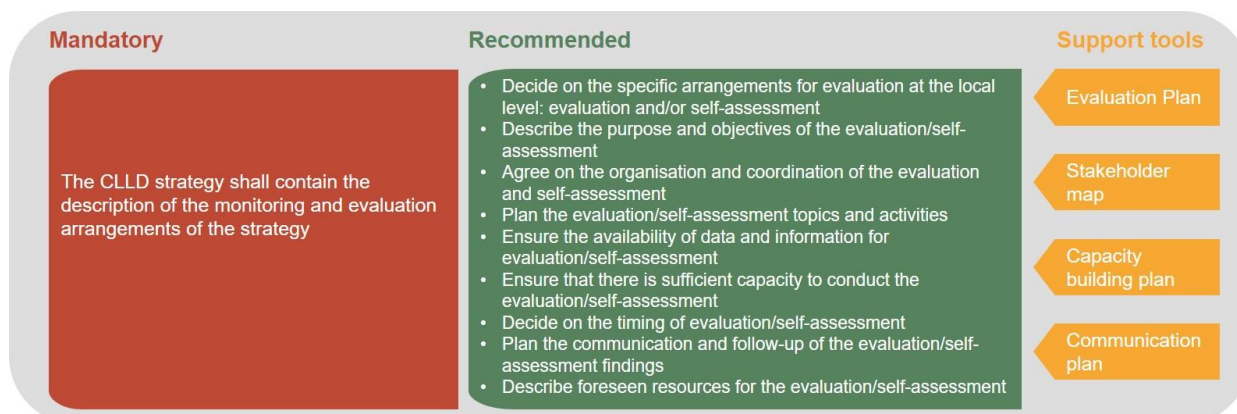 Mandatory
The CLLD strategy shall contain the
description of the monitoring and evaluation
arrangements of the strategy
Recommended
• Decide on the specific arrangements for evaluation at the local
level: evaluation and/or self-assessment
• Describe the purpose and objectives of the evaluation/self-
assessment
• Agree on the organisation and coordination of the evaluation
and self-assessment
• Plan the evaluation/self-assessment topics and activities
• Ensure the availability of data and information for
evaluation/self-assessment
• Ensure that there is sufficient capacity to conduct the
evaluation/self-assessment
• Decide on the timing of evaluation/self-assessment
• Plan the communication and follow-up of the evaluation/self-
assessment findings
• Describe foreseen resources for the evaluation/self-assessment
Support tools
Evaluation Plan
Stakeholder
map
Capacity
building plan
Communication
plan